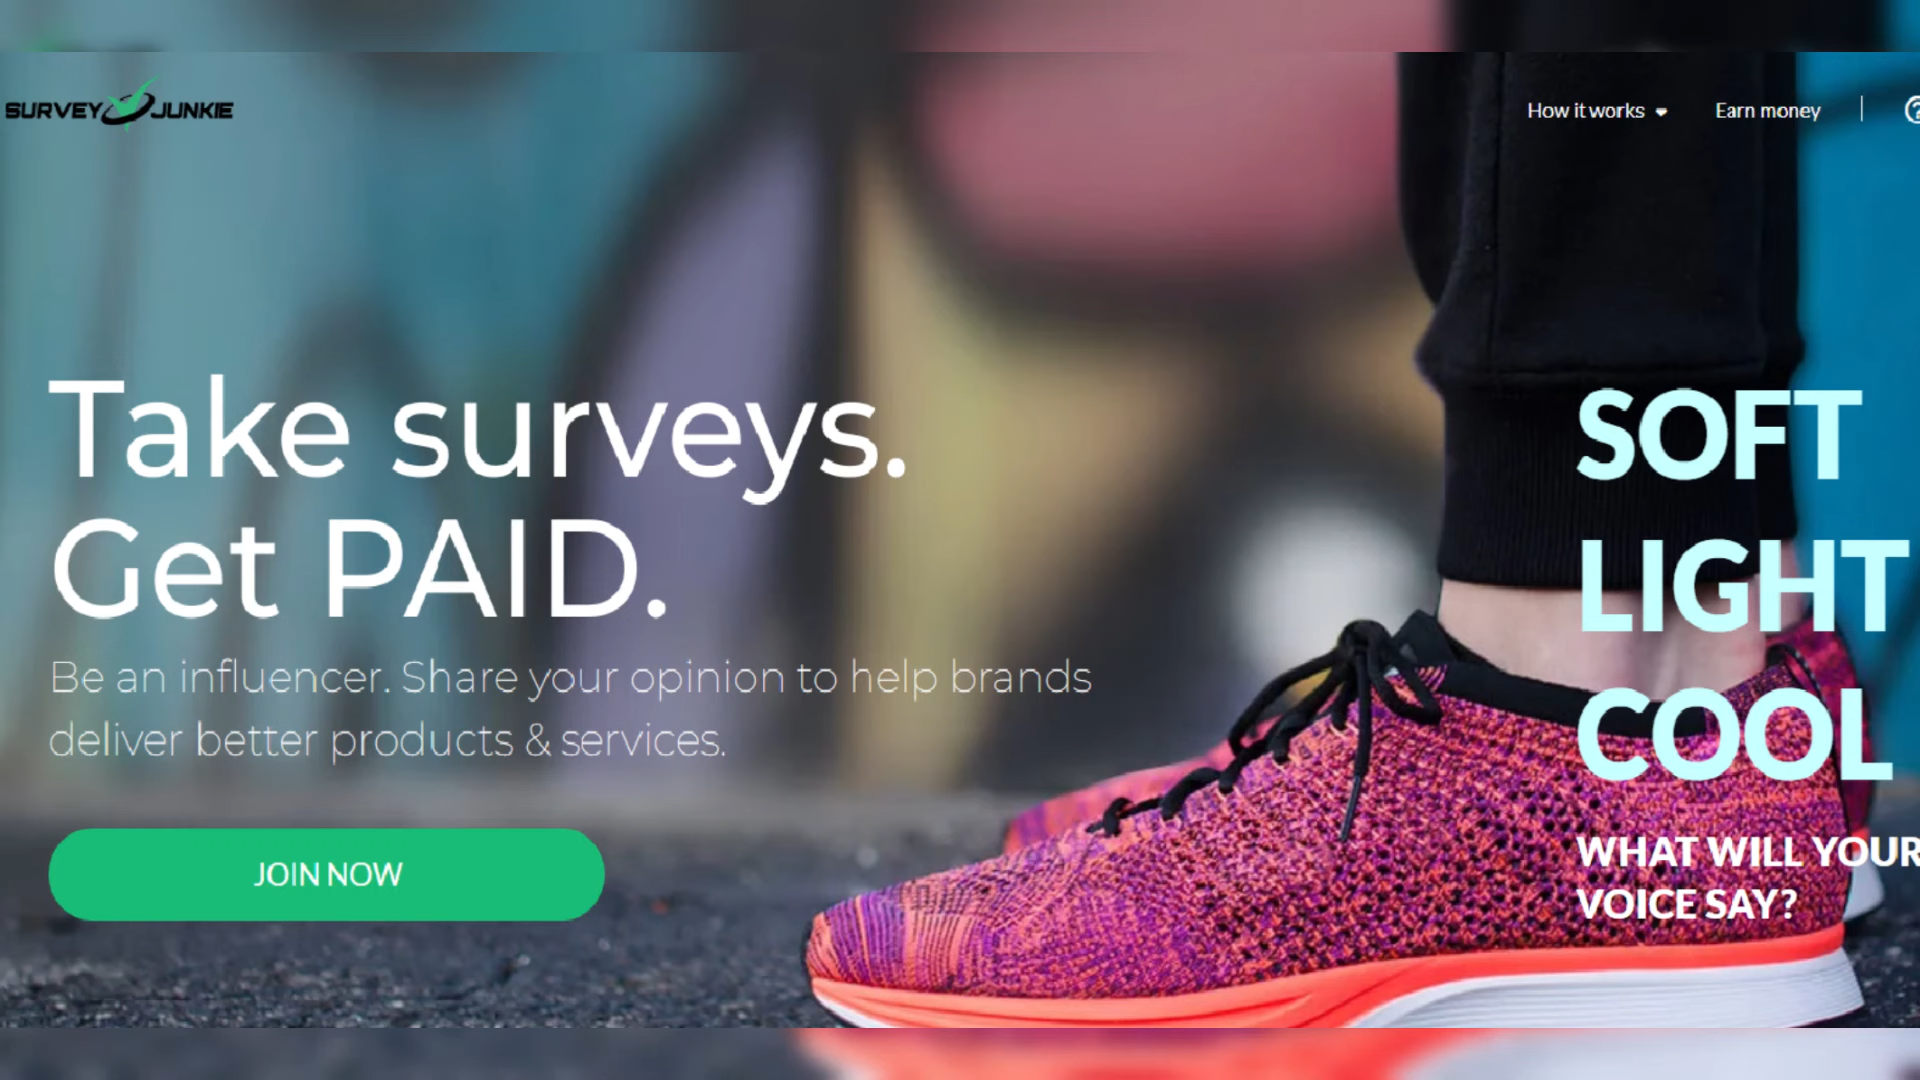 SURVEY JUNKIE
How it works
Earn money
Take surveys.
Get PAID.
Be an influencer. Share your opinion to help brands
deliver better products & services.
JOIN NOW
SOFT
LIGHT
COOL
WHAT WILL YOUR
VOICE SAY?